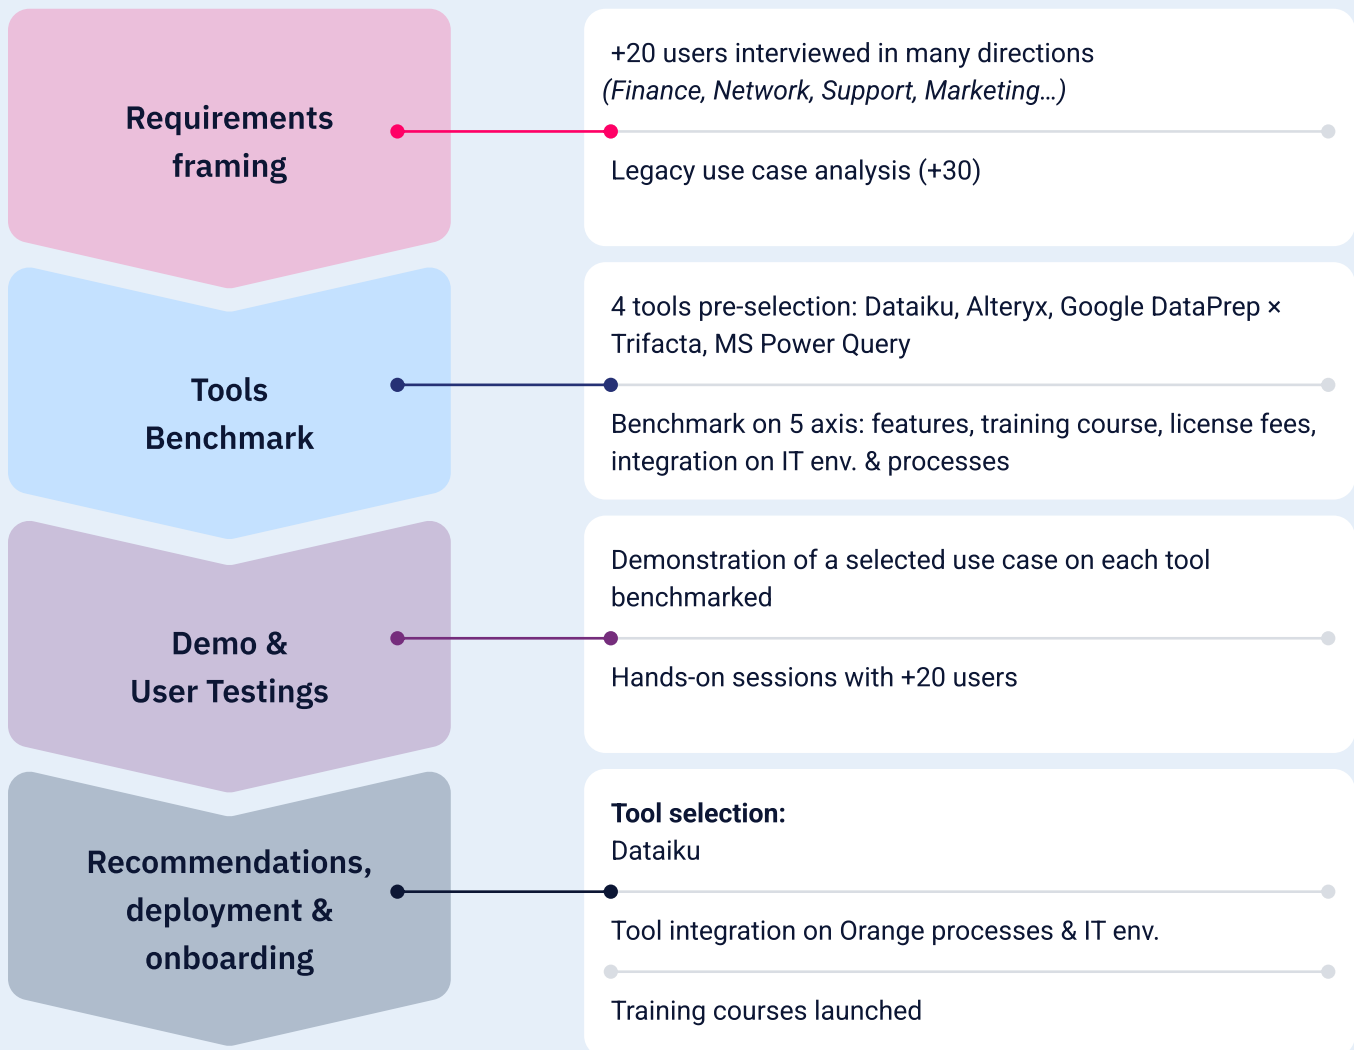 Requirements
framing
+20 users interviewed in many directions
(Finance, Network, Support, Marketing...)
Legacy use case analysis (+30)
Tools
Benchmark
4 tools pre-selection: Dataiku, Alteryx, Google DataPrep ×
Trifacta, MS Power Query
Benchmark on 5 axis: features, training course, license fees,
integration on IT env. & processes
Demo &
User Testings
Demonstration of a selected use case on each tool
benchmarked
Hands-on sessions with +20 users
Recommendations,
deployment &
onboarding
Tool selection:
Dataiku
Tool integration on Orange processes & IT env.
Training courses launched